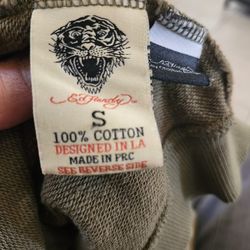 Ed Hardy
S
100% COTTON
DESIGNED IN LA
MADE IN PRC
SEE REVERSE SIDE